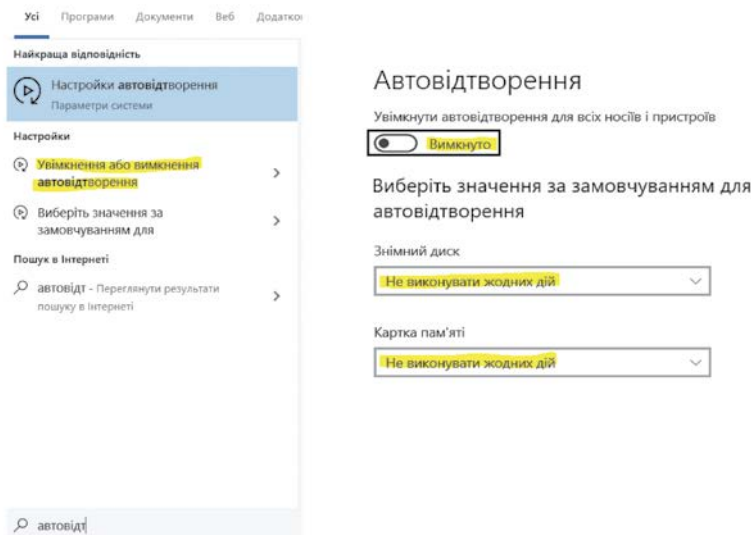 Усі Програми Документи Веб Додатко
Найкраща відповідність
Настройки автовідтворення
Параметри системи
Настройки
Увімкнення або вимкнення
автовідтворення
Виберіть значення за
замовчуванням для
Пошук в Інтернеті
автовідт - Переглянути результати
пошуку в Інтернеті
автовідт
Автовідтворення
Увімкнути автовідтворення для всіх носіїв і пристроїв
Вимкнуто
Виберіть значення за замовчуванням для
автовідтворення
Знімний диск
Не виконувати жодних дій
Картка пам'яті
Не виконувати жодних дій